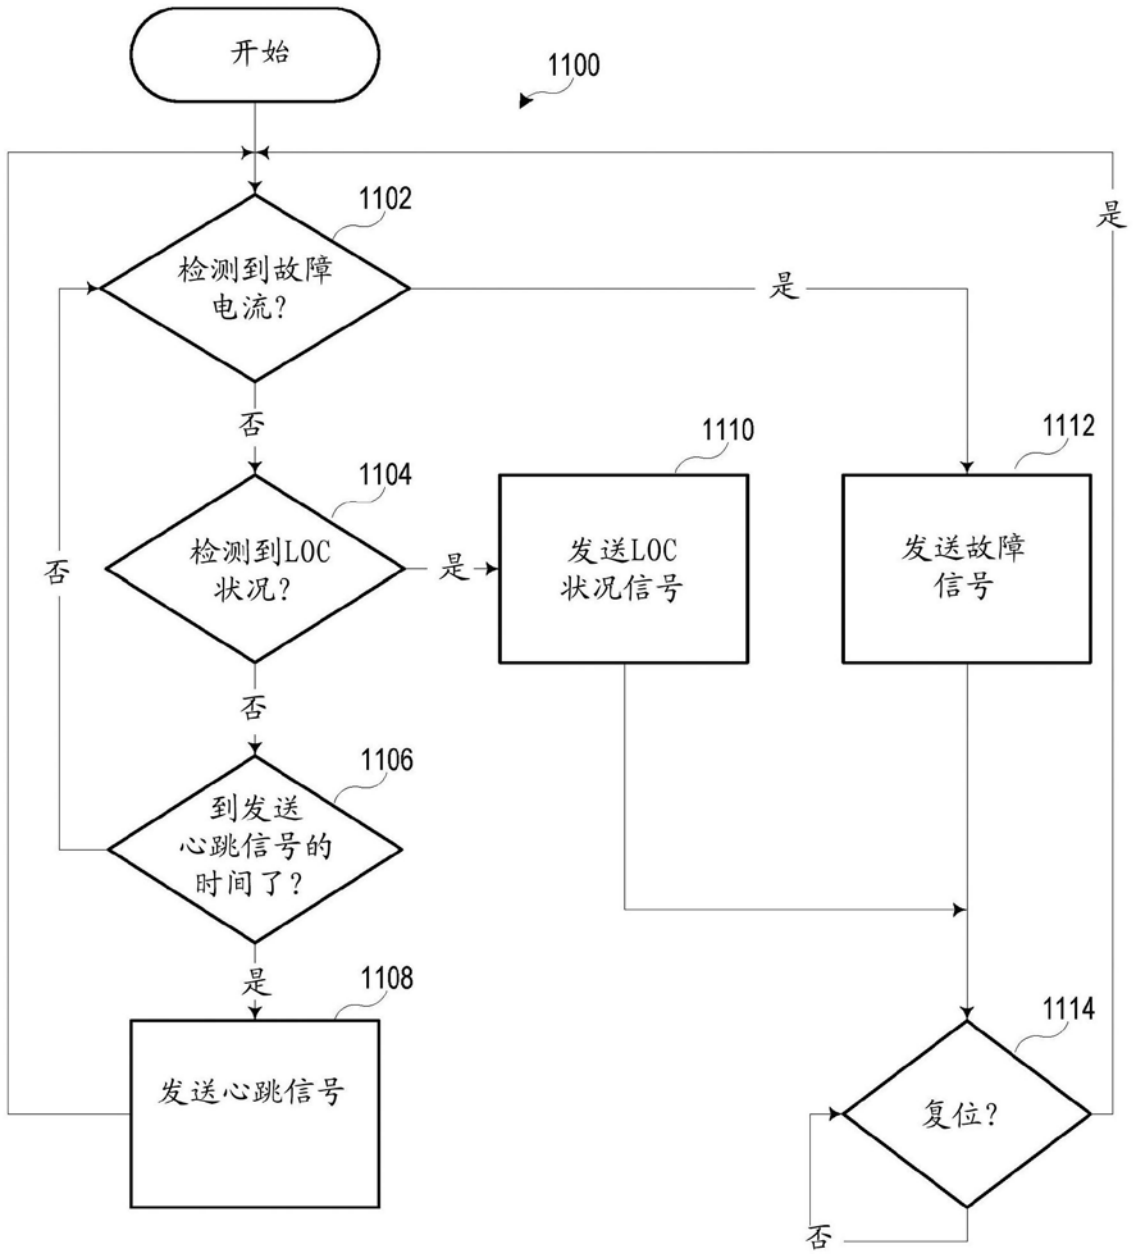 开始
1100
1102
是
检测到故障
电流?
是
否
1104
1110
1112
检测到LOC
状况?
是
发送LOC
状况信号
发送故障
信号
否
否
1106
到发送
心跳信号的
时间了?
是
1108
发送心跳信号
1114
复位?
否